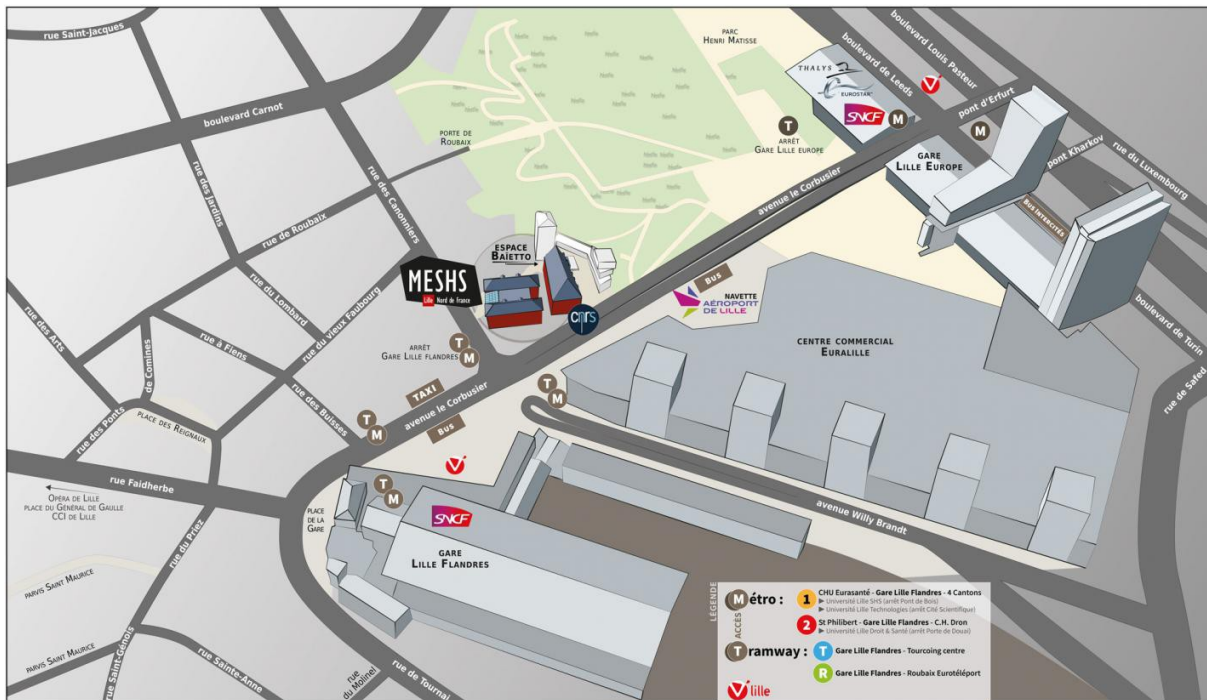 rue Saint-Jacques
boulevard Carnot
rue des Jardins
rue des Canonniers
PORTE DE
ROUBAIX
rue de Roubaix
rue du Lombard
rue du vieux Faubourg
rue des Arts
rue à Fiens
de Comines
rue des Ponts
PLACE DES REIGNAUX
rue des Buisses
PARC
HENRI MATISSE
THALYS
EUROSTAR
SNCF
M
T
ARRÊT
GARE LILLE EUROPE
boulevard de Leeds
boulevard Louis Pasteur
V
pont d'Erfurt
M
pont Kharkov
rue du Luxembourg
GARE
LILLE EUROPE
BUS INTERCITÉS
boulevard de Turin
rue de Safed
avenue le Corbusier
ESPACE
BAÏETTO
MESHS
Lille Nord de France
cnrs
BUS
NAVETTE
AÉROPORT
DE LILLE
CENTRE COMMERCIAL
EURALILLE
ARRÊT
GARE LILLE FLANDRES
T
M
TAXI
avenue le Corbusier
BUS
T
M
T
M
V
rue Faidherbe
OPÉRA DE LILLE
PLACE DU GÉNÉRAL DE GAULLE
CCI DE LILLE
PLACE
DE LA
GARE
T
M
SNCF
GARE
LILLE FLANDRES
avenue Willy Brandt
rue du Priez
PARVIS SAINT MAURICE
PARVIS SAINT MAURICE
rue Saint-Génois
rue Sainte-Anne
rue
du Molinel
rue de Tournai
LÉGENDE
ACCÈS
Métro :
1 CHU Eurasanté - Gare Lille Flandres - 4 Cantons
► Université Lille SHS (arrêt Pont de Bois)
► Université Lille Technologies (arrêt Cité Scientifique)
2 St Philibert - Gare Lille Flandres - C.H. Dron
► Université Lille Droit & Santé (arrêt Porte de Douai)
Tramway :
T Gare Lille Flandres - Tourcoing centre
R Gare Lille Flandres - Roubaix Eurotéléport
V lille